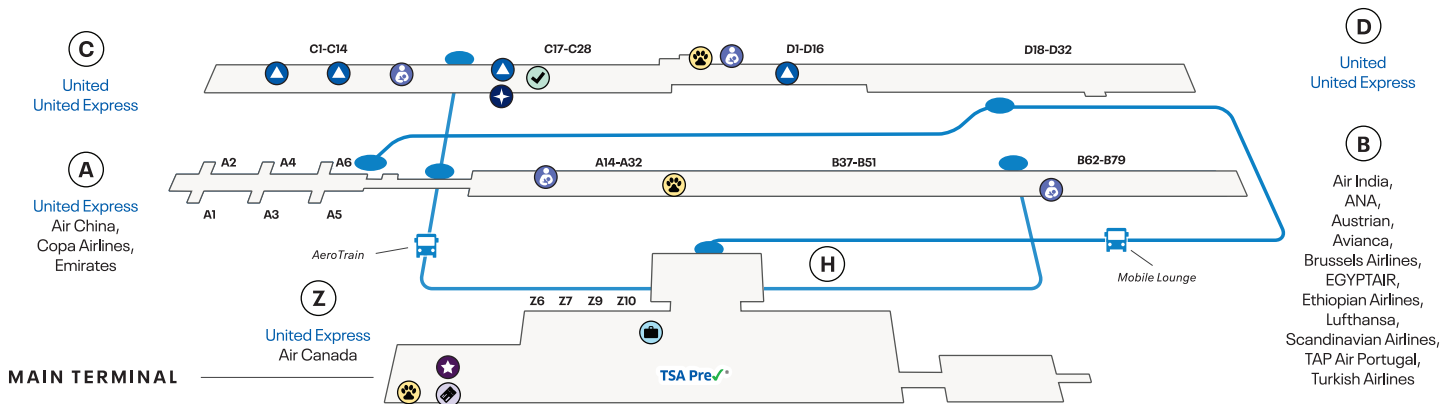 C
United
United Express
C1-C14
C17-C28
D1-D16
D18-D32
D
United
United Express
A
United Express
Air China,
Copa Airlines,
Emirates
A2
A4
A6
A1
A3
A5
A14-A32
B37-B51
B62-B79
B
Air India,
ANA,
Austrian,
Avianca,
Brussels Airlines,
EGYPTAIR,
Ethiopian Airlines,
Lufthansa,
Scandinavian Airlines,
TAP Air Portugal,
Turkish Airlines
AeroTrain
H
Mobile Lounge
Z
United Express
Air Canada
Z6 Z7 Z9 Z10
MAIN TERMINAL
TSA Pre✓®